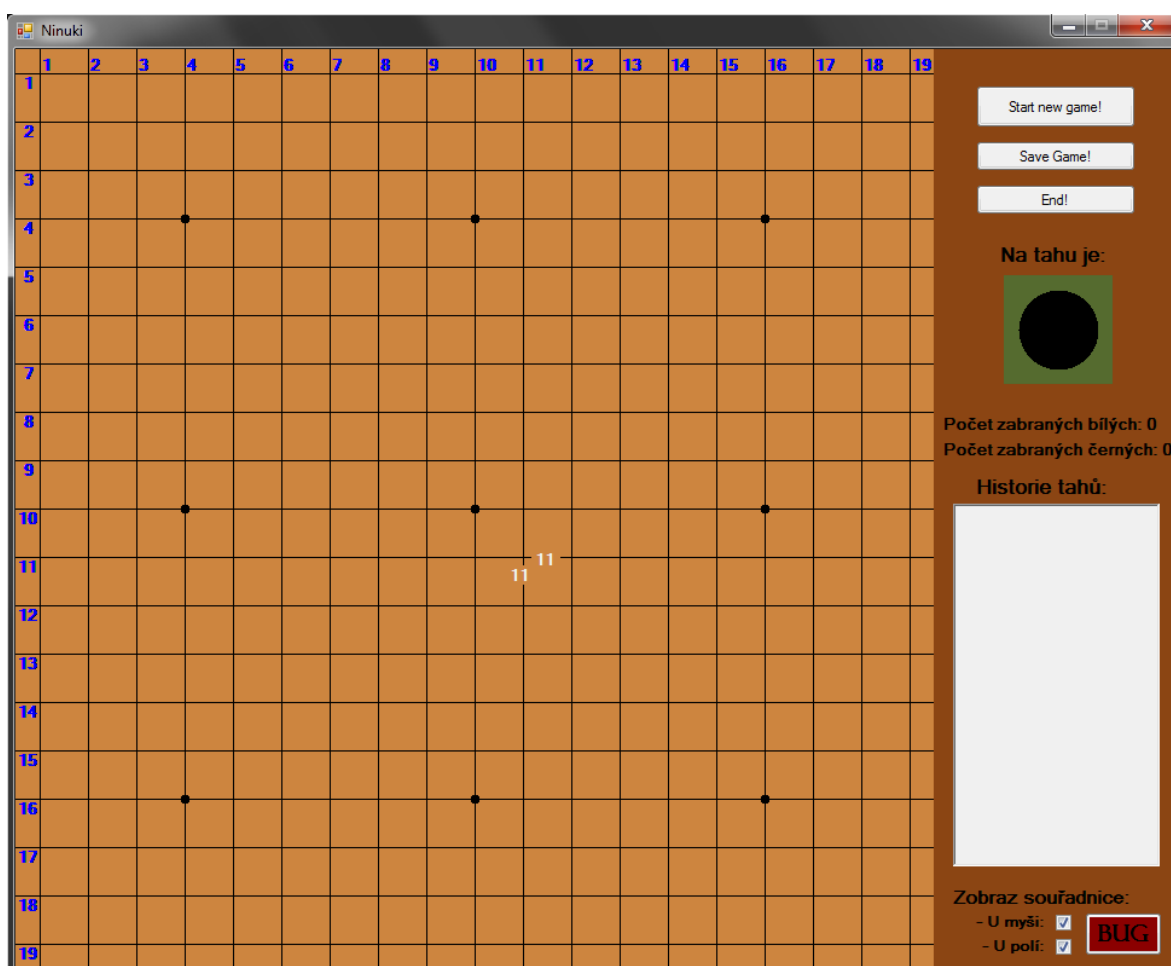 Ninuki
1 2 3 4 5 6 7 8 9 10 11 12 13 14 15 16 17 18 19
1
2
3
4
5
6
7
8
9
10
11
12
13
14
15
16
17
18
19
11
11
Start new game!
Save Game!
End!
Na tahu je:
Počet zabraných bílých: 0
Počet zabraných černých: 0
Historie tahů:
Zobraz souřadnice:
- U myši:
- U polí:
BUG